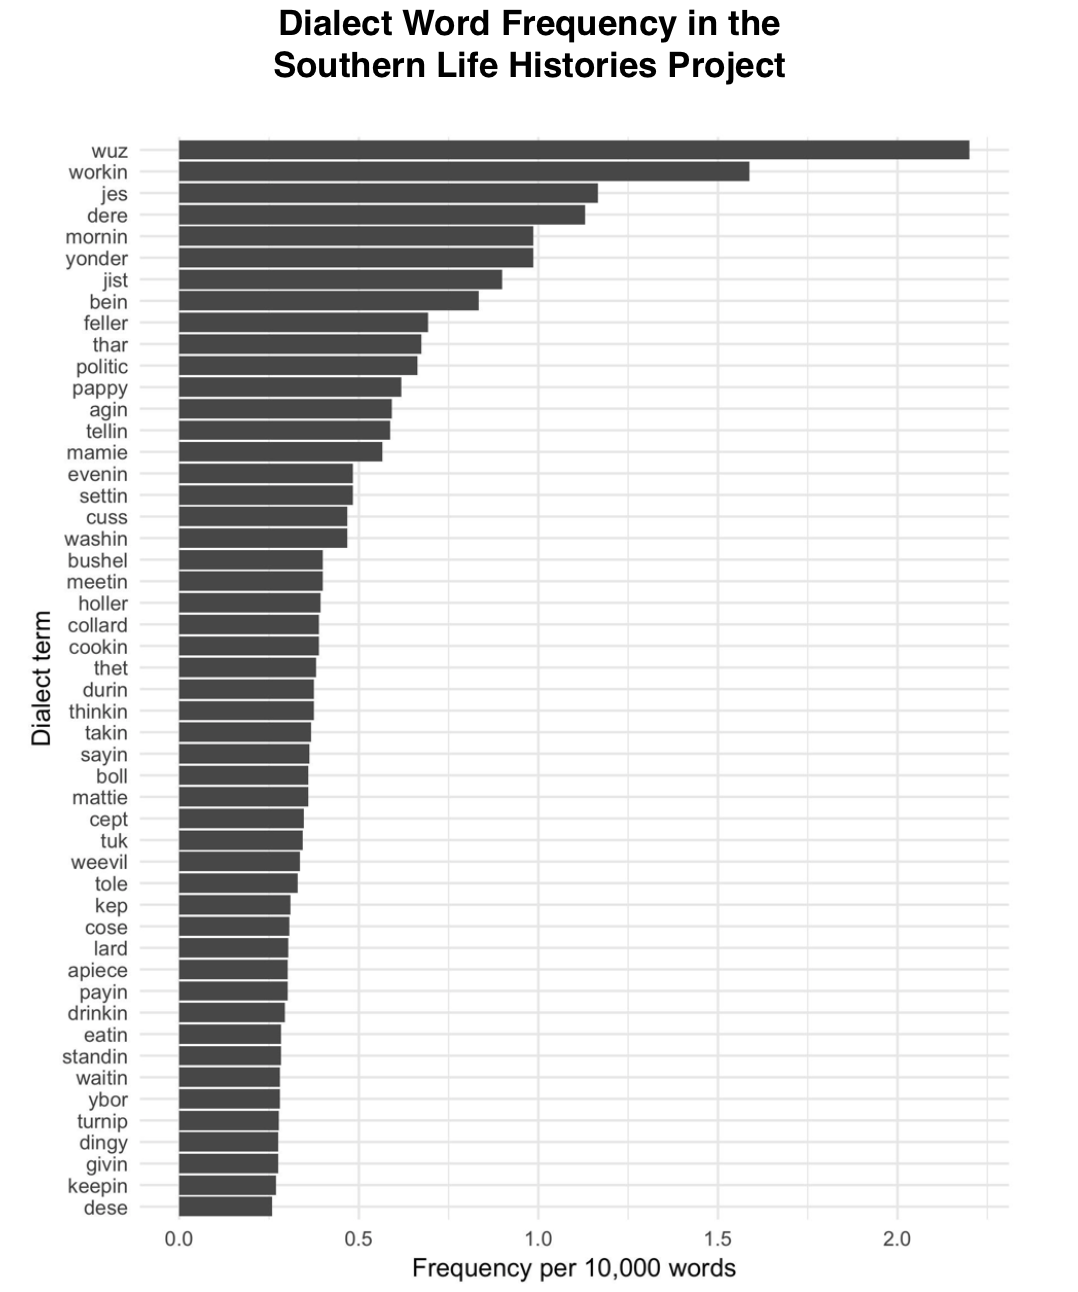 Dialect Word Frequency in the
Southern Life Histories Project
wuz
workin
jes
dere
mornin
yonder
jist
bein
feller
thar
politic
pappy
agin
tellin
mamie
evenin
settin
cuss
washin
bushel
meetin
holler
collard
cookin
thet
durin
thinkin
takin
sayin
boll
mattie
cept
tuk
weevil
tole
kep
cose
lard
apiece
payin
drinkin
eatin
standin
waitin
ybor
turnip
dingy
givin
keepin
dese
Dialect term
0.0 0.5 1.0 1.5 2.0
Frequency per 10,000 words